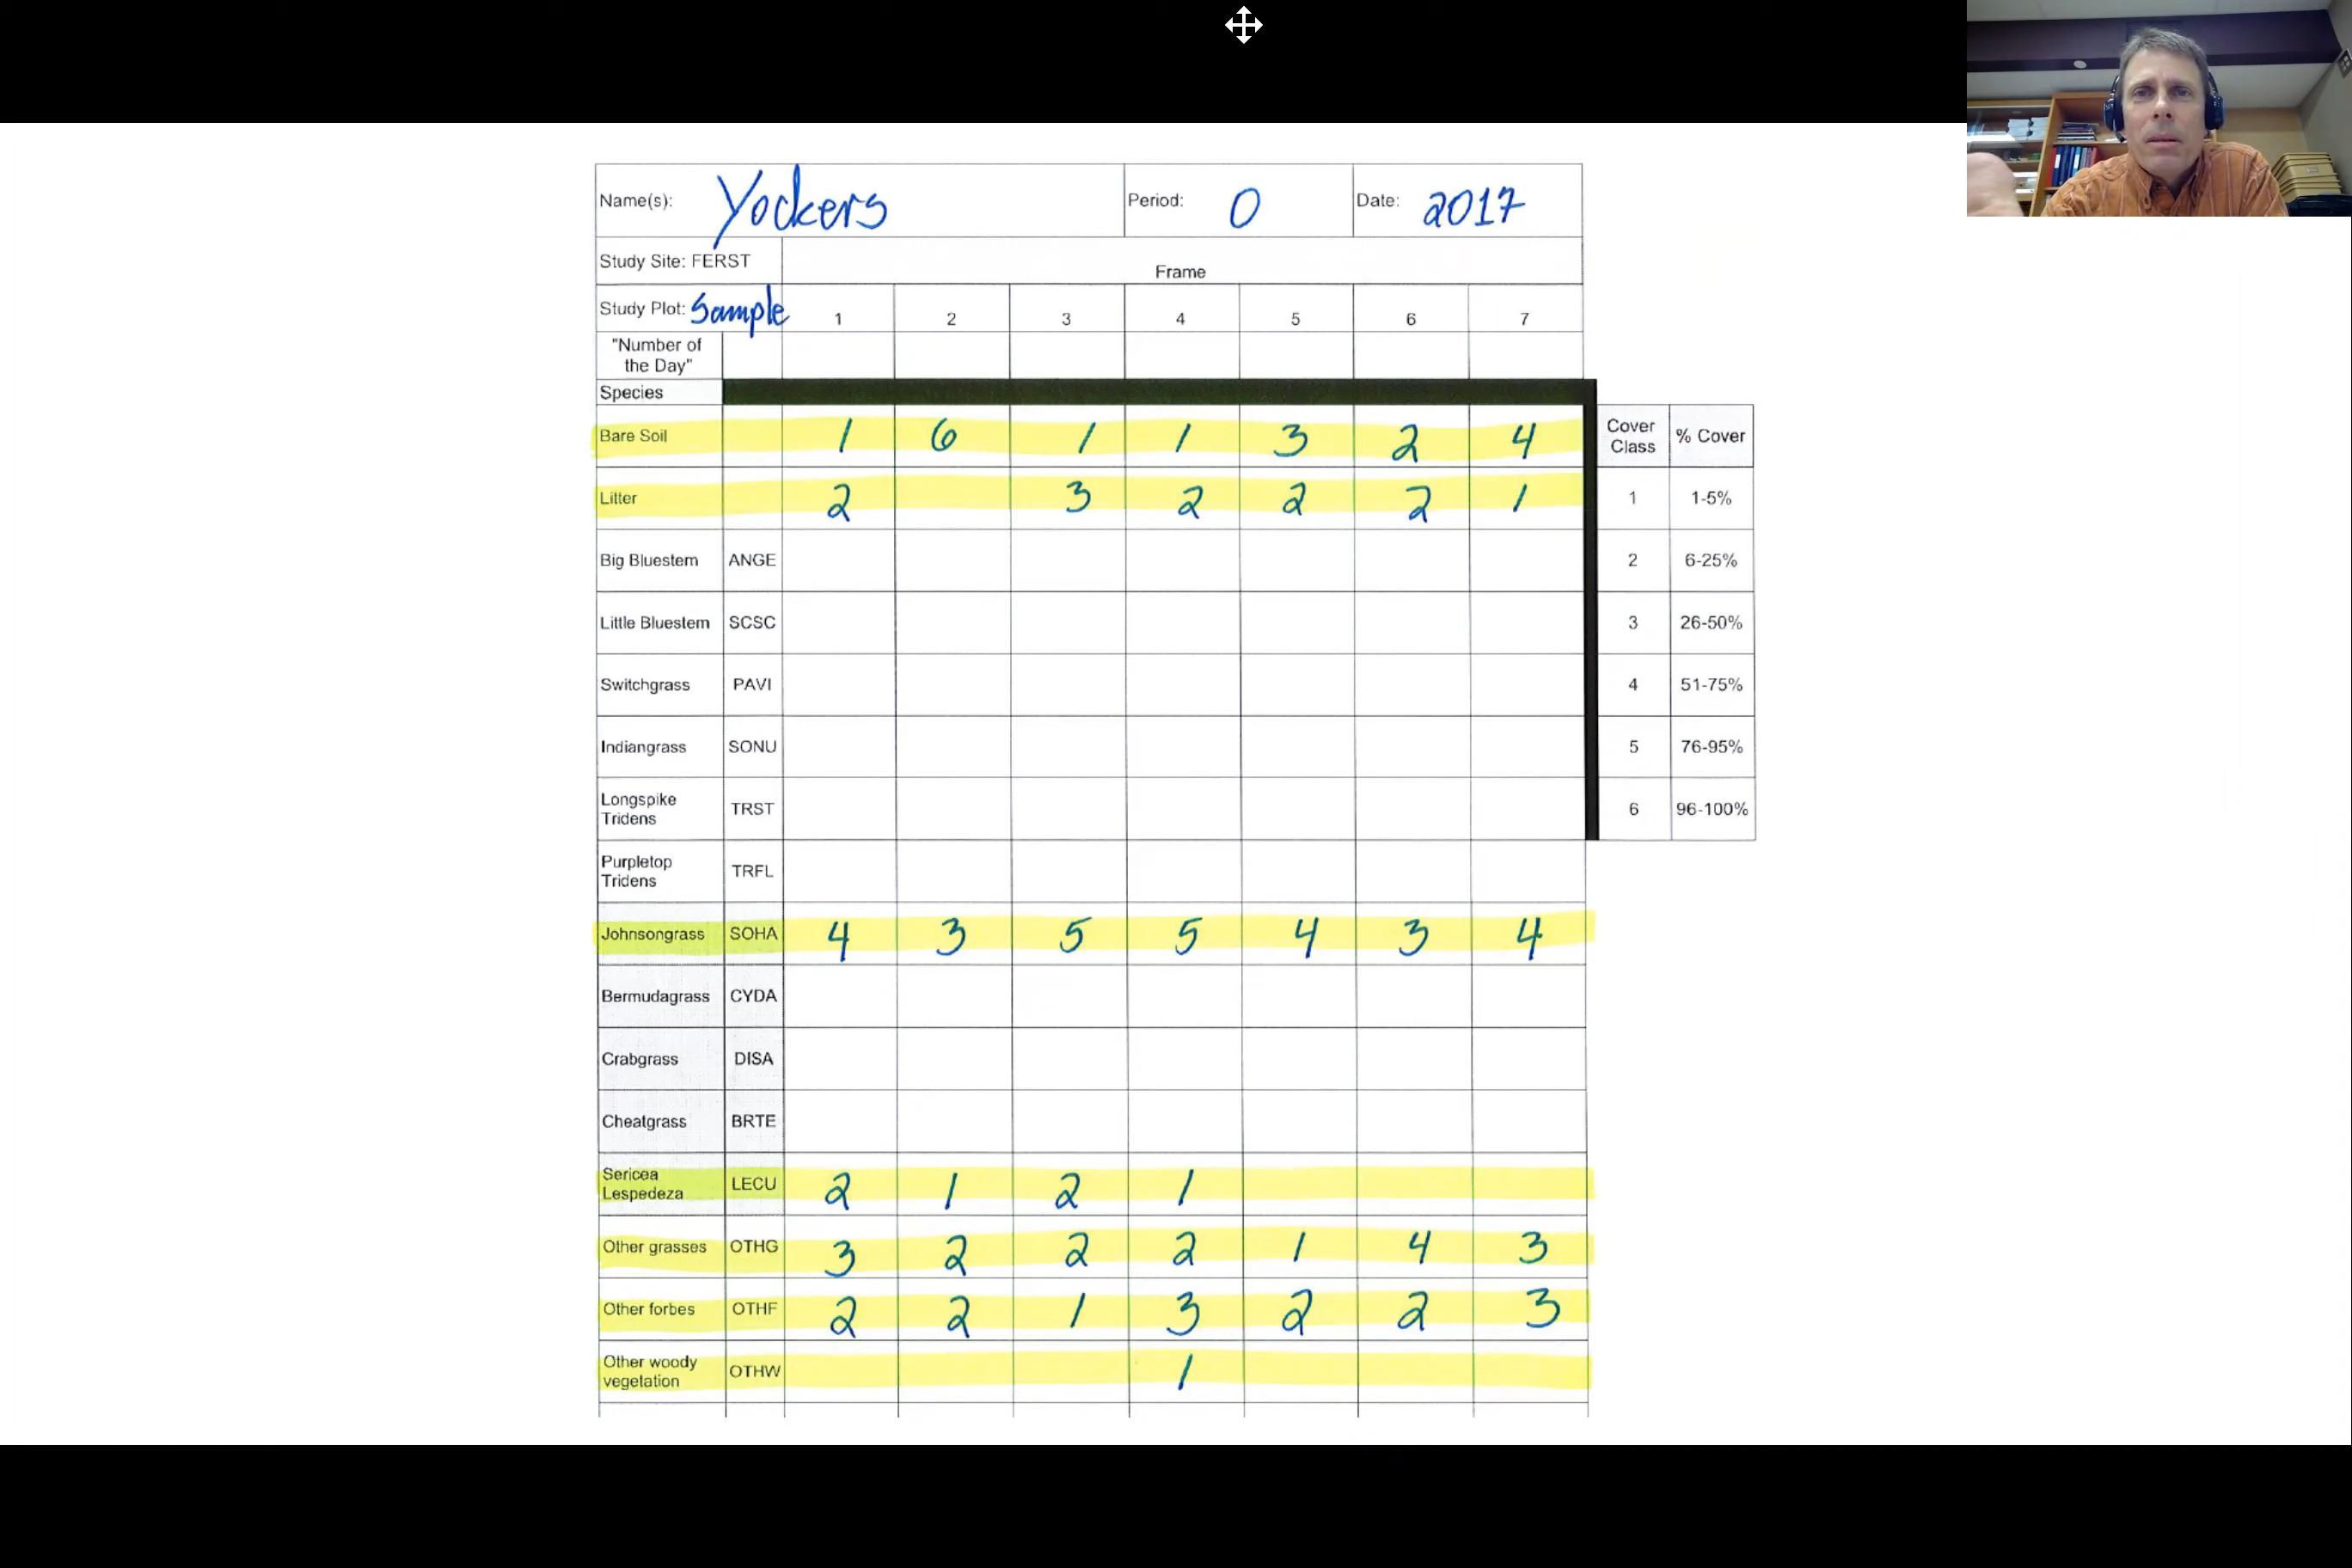 Name(s): Yockers Period: 0 Date: 2017
Study Site: FERST Frame
Study Plot: Sample 1 2 3 4 5 6 7
"Number of
the Day"
Species
Bare Soil 1 6 1 1 3 2 4 Cover Class % Cover
Litter 2 3 2 2 2 1 1 1-5%
Big Bluestem ANGE 2 6-25%
Little Bluestem SCSC 3 26-50%
Switchgrass PAVI 4 51-75%
Indiangrass SONU 5 76-95%
Longspike
Tridens TRST 6 96-100%
Purpletop
Tridens TRFL
Johnsongrass SOHA 4 3 5 5 4 3 4
Bermudagrass CYDA
Crabgrass DISA
Cheatgrass BRTE
Sericea
Lespedeza LECU 2 1 2 1
Other grasses OTHG 3 2 2 2 1 4 3
Other forbes OTHF 2 2 1 3 2 2 3
Other woody
vegetation OTHW 1